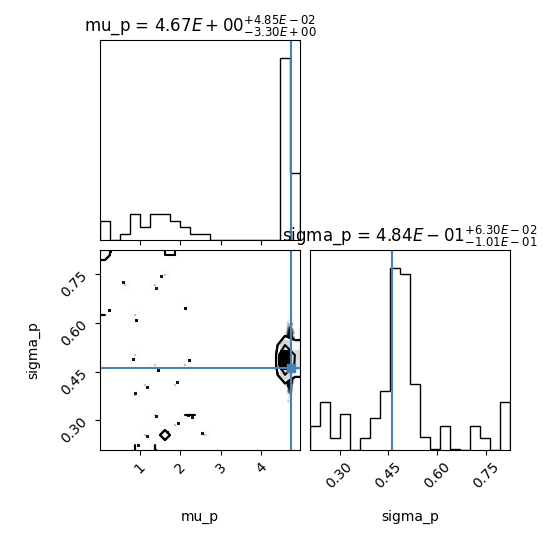 mu_p = 4.67E + 00+4.85E − 02 −3.30E + 00
sigma_p = 4.84E − 01+6.30E − 02 −1.01E − 01
0.75
0.60
0.45
0.30
sigma_p
1 2 3 4
mu_p
0.30 0.45 0.60 0.75
sigma_p